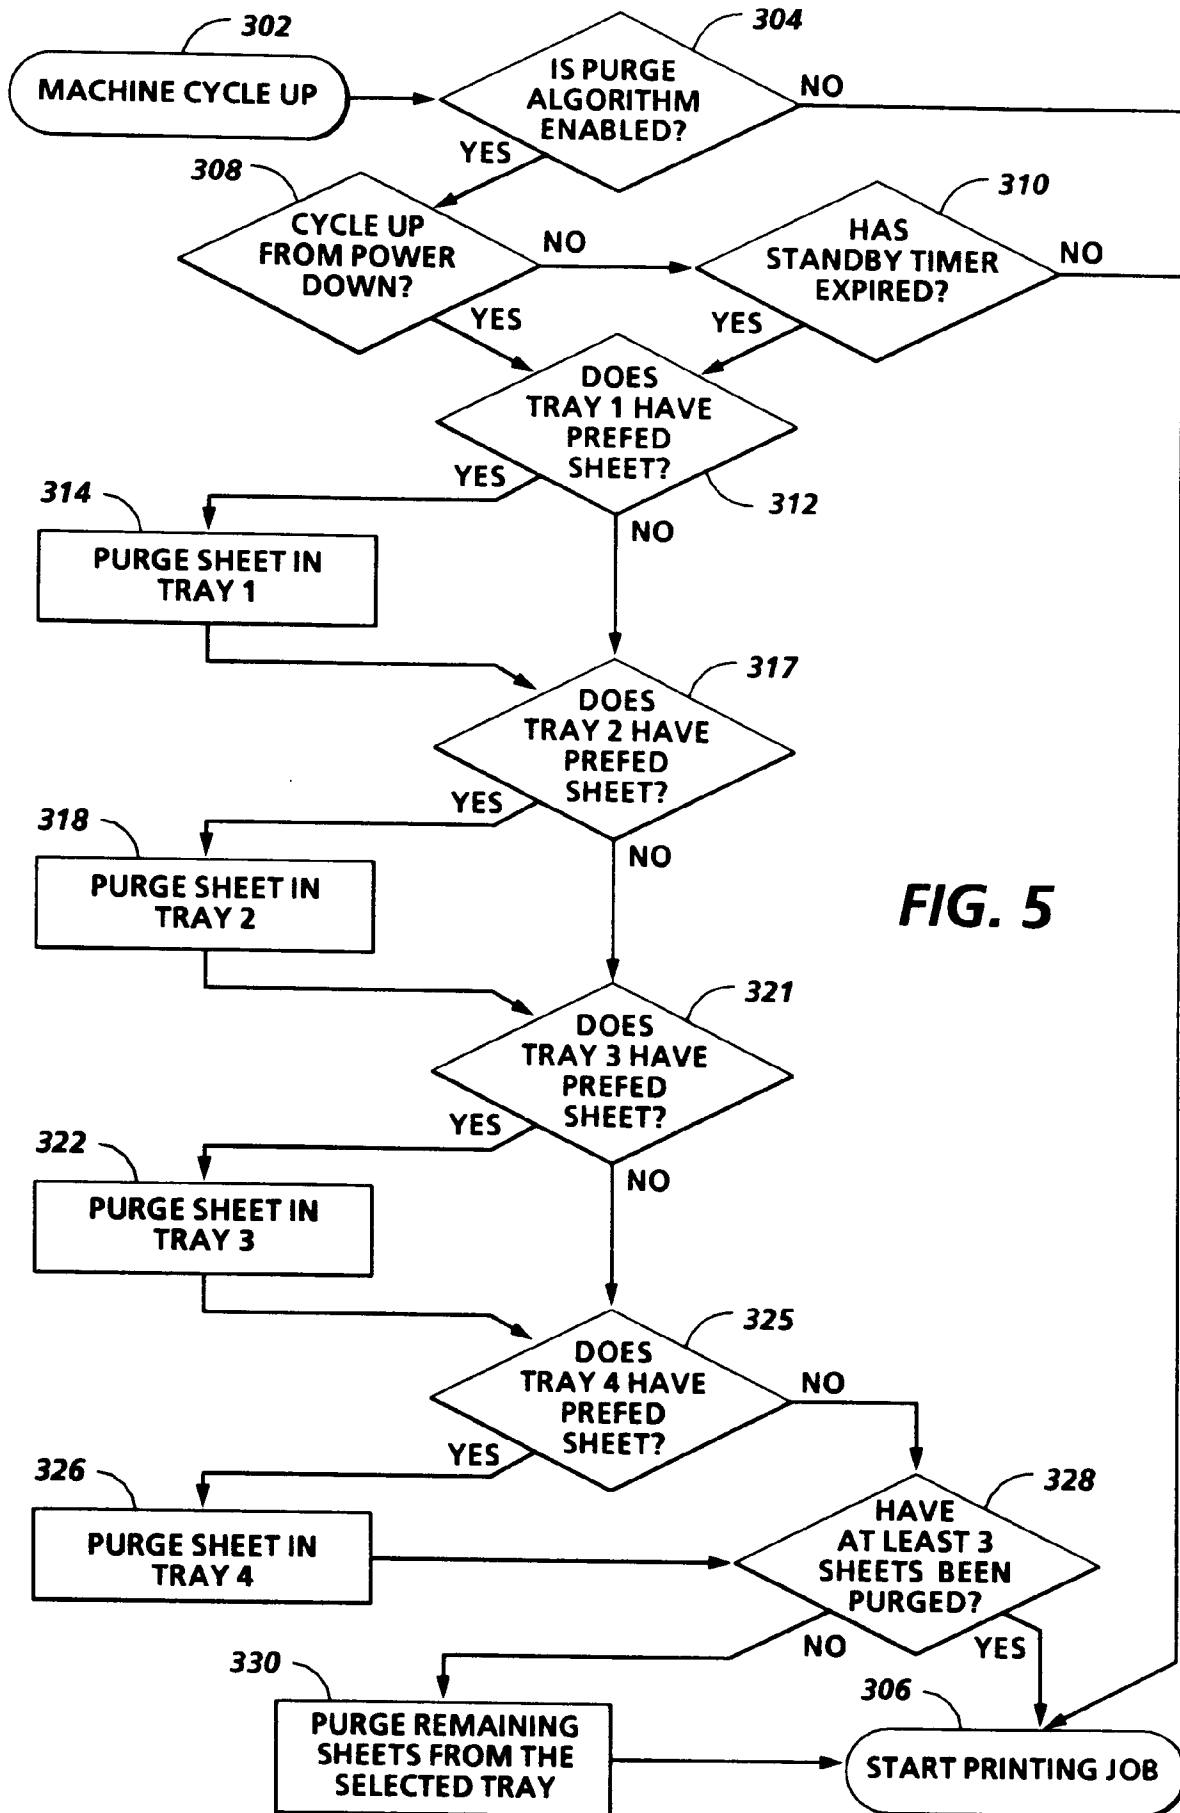 302
MACHINE CYCLE UP
304
IS PURGE
ALGORITHM
ENABLED?
NO
YES
308
CYCLE UP
FROM POWER
DOWN?
NO
YES
310
HAS
STANDBY TIMER
EXPIRED?
NO
YES
DOES
TRAY 1 HAVE
PREFED
SHEET?
312
YES
NO
314
PURGE SHEET IN
TRAY 1
317
DOES
TRAY 2 HAVE
PREFED
SHEET?
YES
NO
318
PURGE SHEET IN
TRAY 2
FIG. 5
321
DOES
TRAY 3 HAVE
PREFED
SHEET?
YES
NO
322
PURGE SHEET IN
TRAY 3
325
DOES
TRAY 4 HAVE
PREFED
SHEET?
NO
YES
326
PURGE SHEET IN
TRAY 4
328
HAVE
AT LEAST 3
SHEETS BEEN
PURGED?
NO
YES
330
PURGE REMAINING
SHEETS FROM THE
SELECTED TRAY
306
START PRINTING JOB